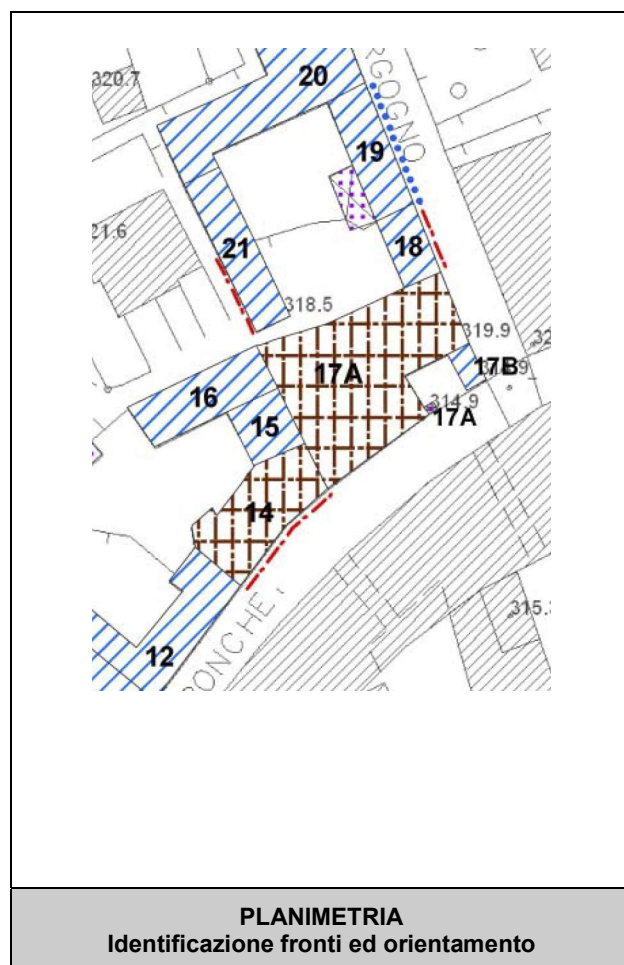 20
320.7
RGOGNO
19
18
21
21.6
318.5
319.9
17A
17B
314.9
17A
16
15
14
315.
12
RONCHE
PLANIMETRIA
Identificazione fronti ed orientamento